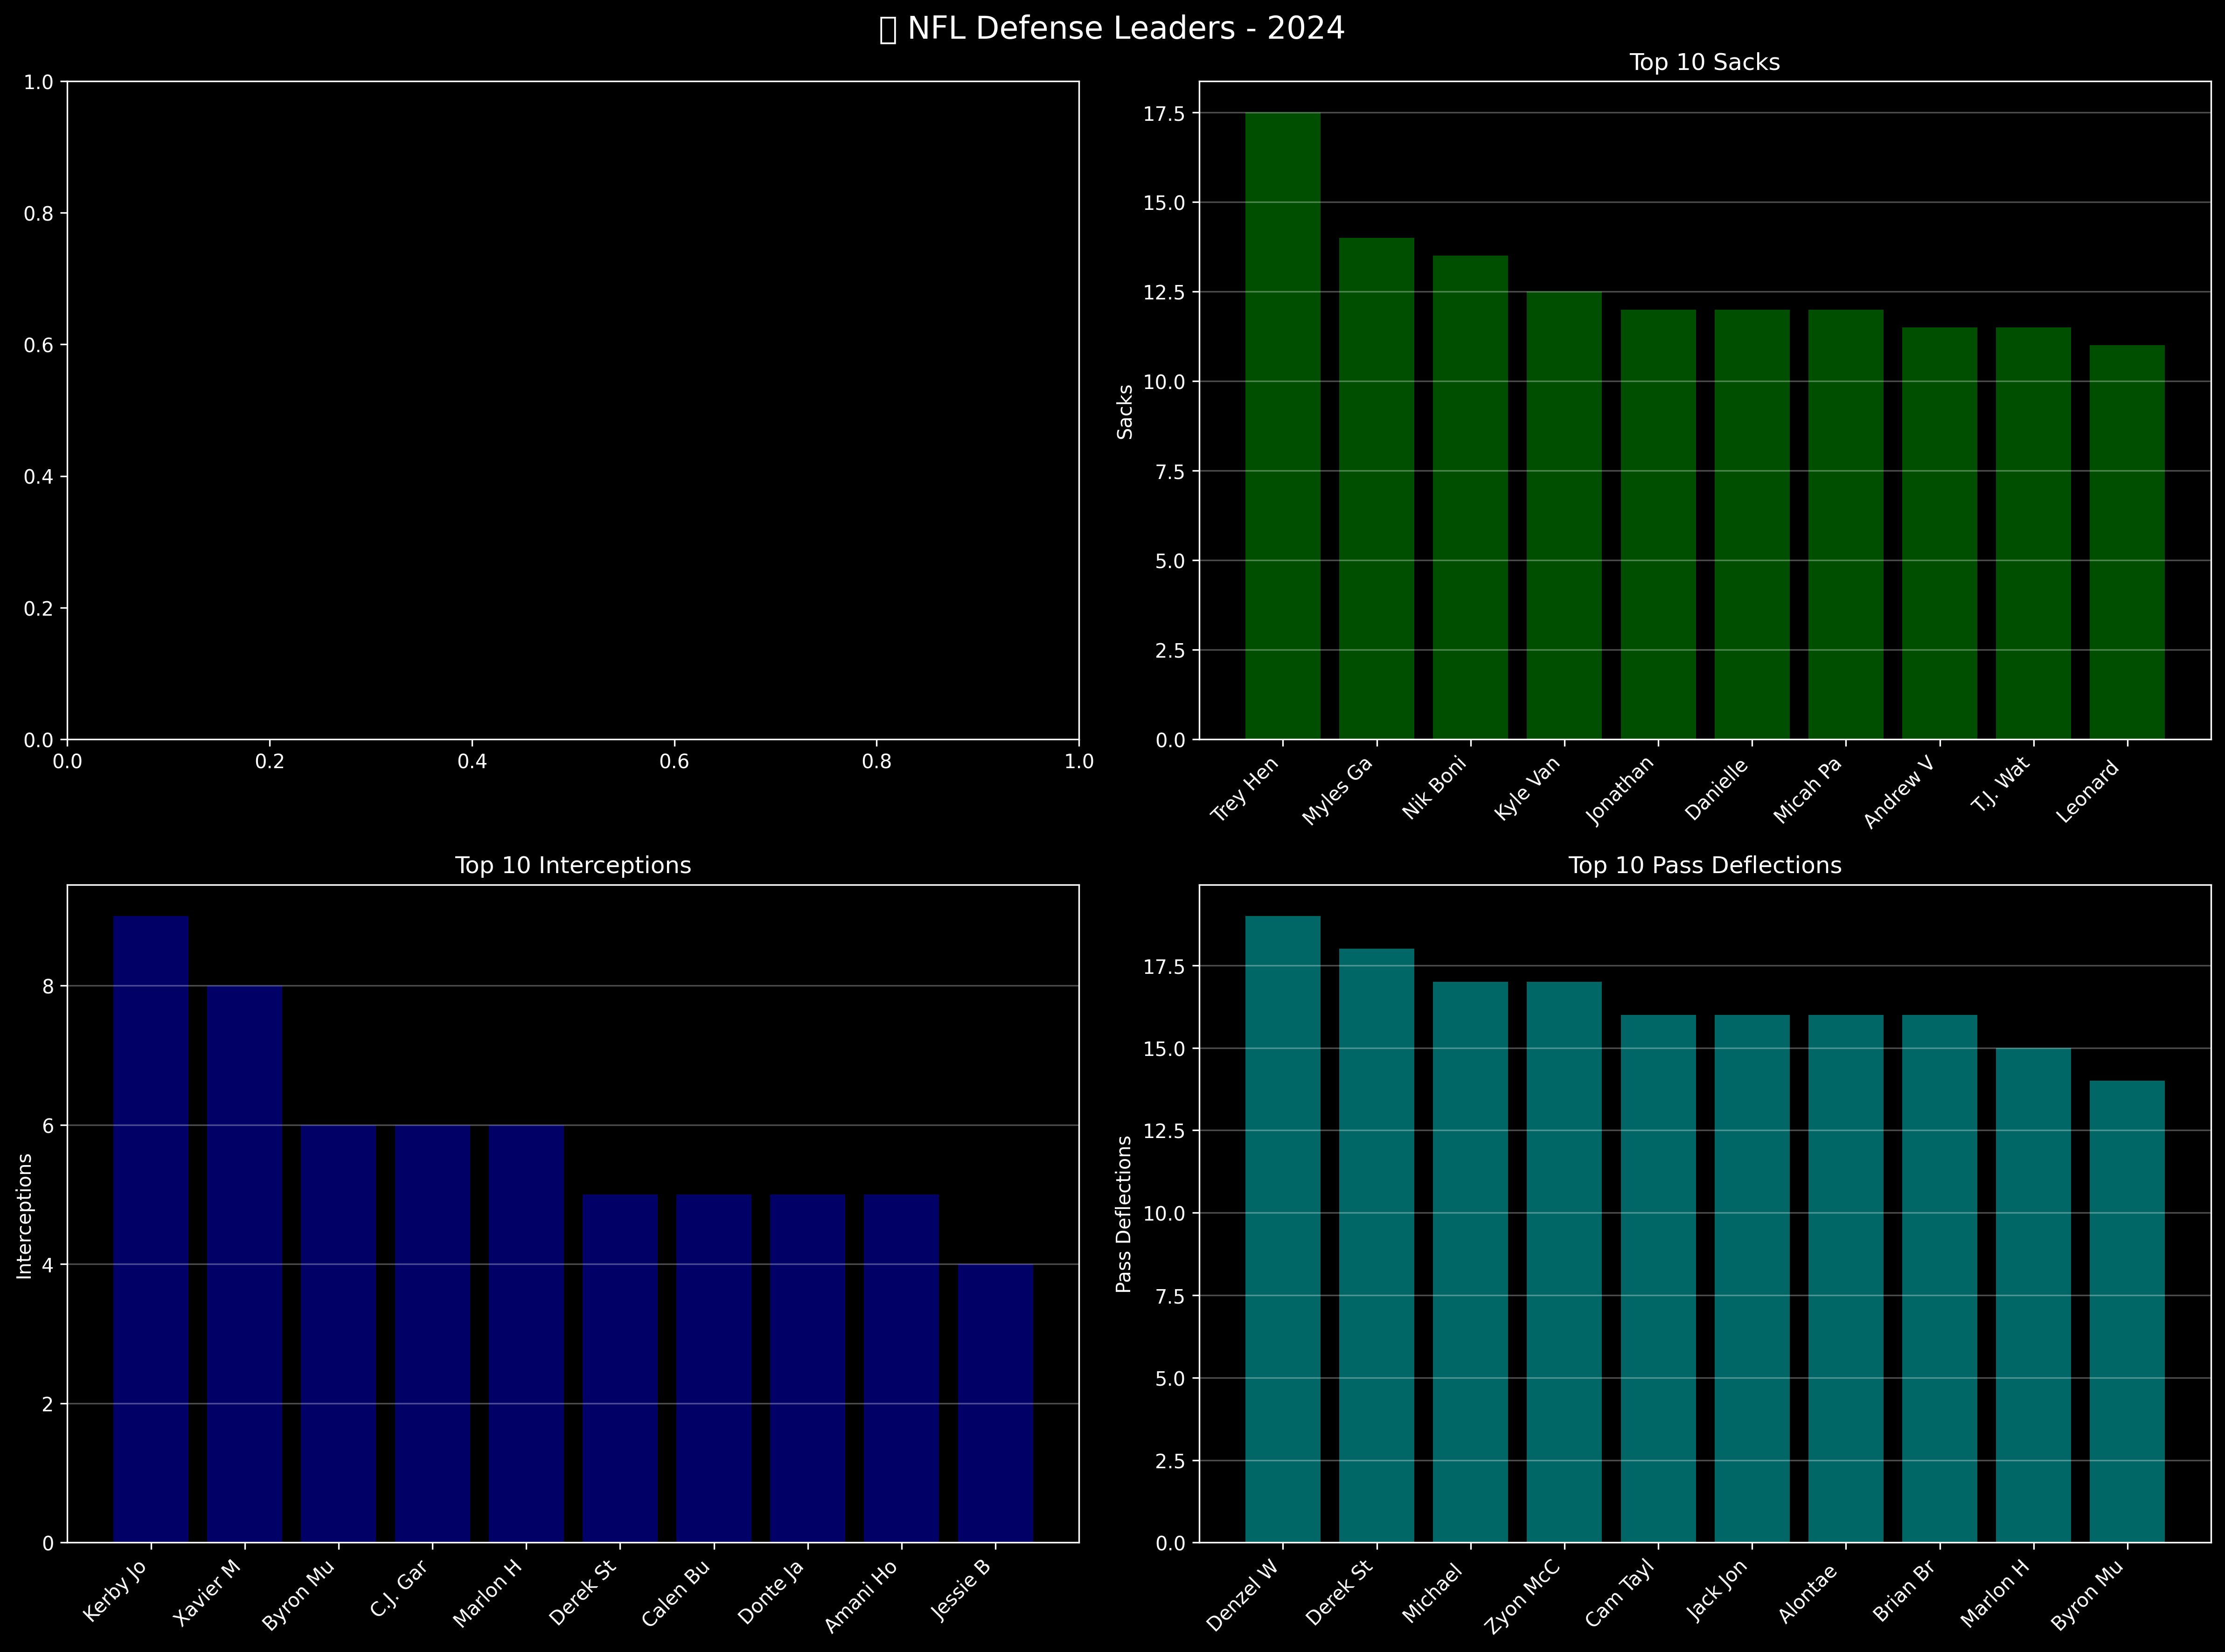 NFL Defense Leaders - 2024
1.0
0.8
0.6
0.4
0.2
0.0
0.0 0.2 0.4 0.6 0.8 1.0
Top 10 Sacks
Sacks
17.5
15.0
12.5
10.0
7.5
5.0
2.5
0.0
Trey Hen
Myles Ga
Nik Boni
Kyle Van
Jonathan
Danielle
Micah Pa
Andrew V
T.J. Wat
Leonard
Top 10 Interceptions
Interceptions
8
6
4
2
0
Kerby Jo
Xavier M
Byron Mu
C.J. Gar
Marlon H
Derek St
Calen Bu
Donte Ja
Amani Ho
Jessie B
Top 10 Pass Deflections
Pass Deflections
17.5
15.0
12.5
10.0
7.5
5.0
2.5
0.0
Denzel W
Derek St
Michael
Zyon McC
Cam Tayl
Jack Jon
Alontae
Brian Br
Marlon H
Byron Mu